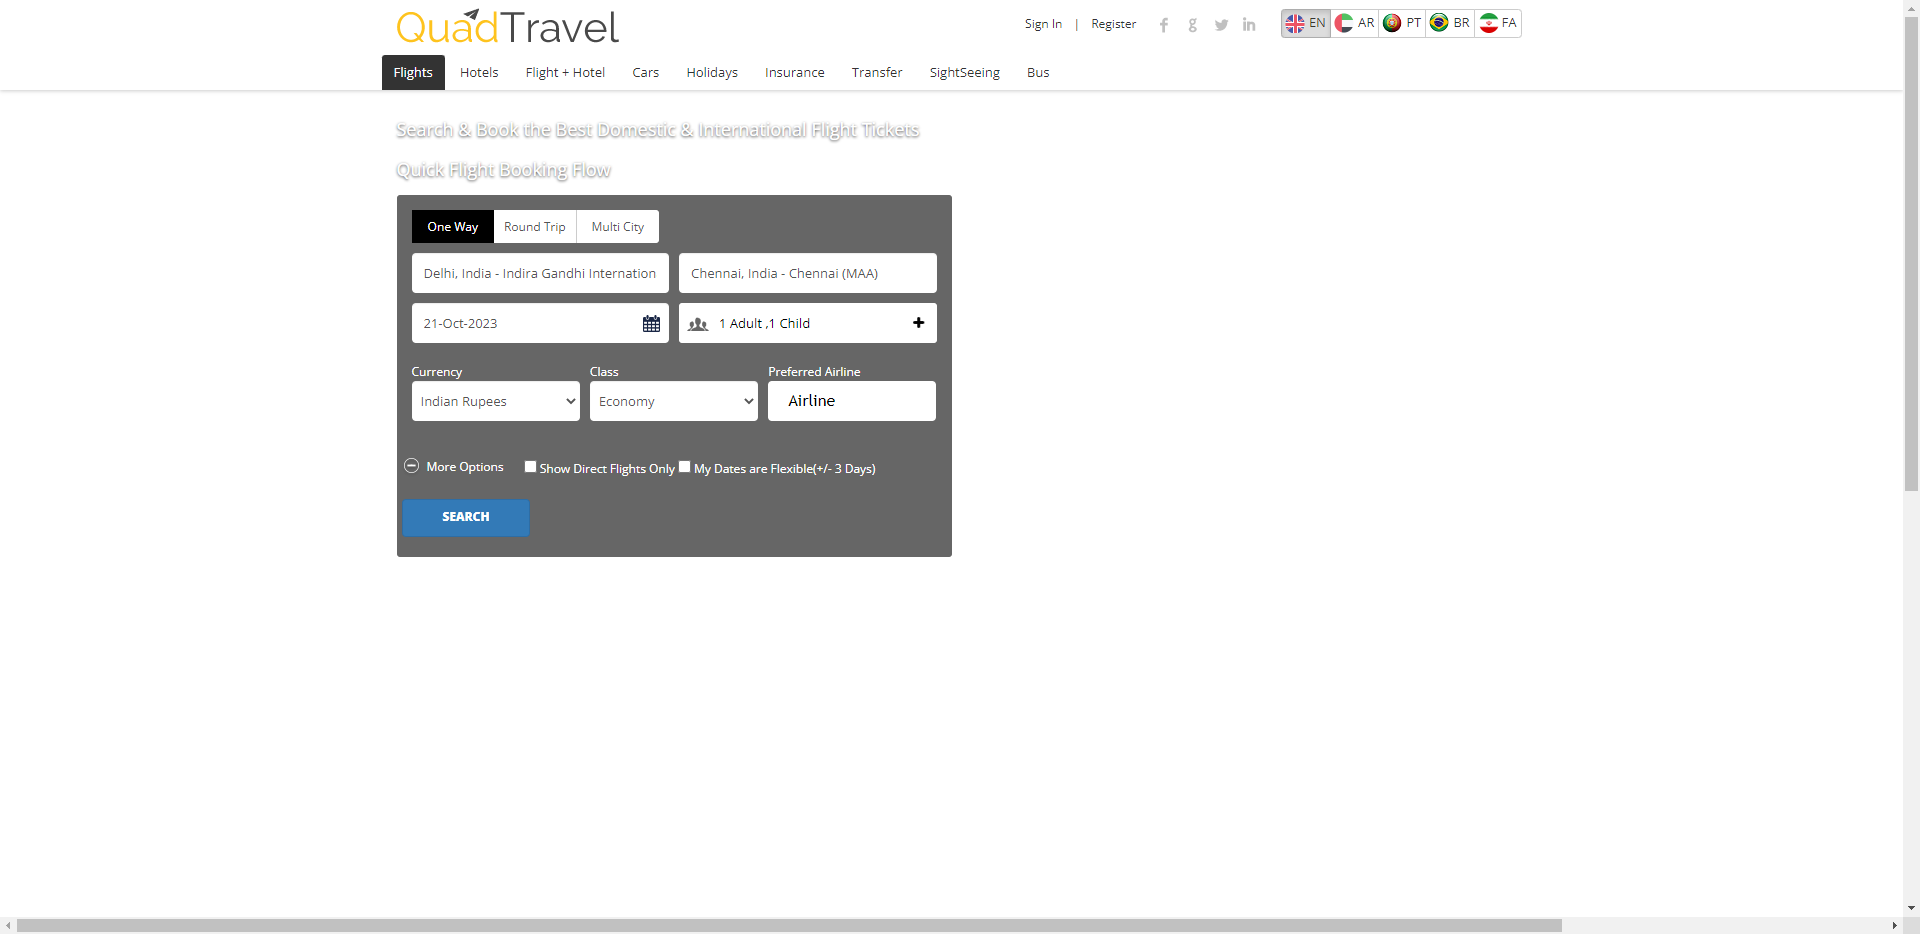 QuadTravel
Sign In | Register
EN AR PT BR FA
Flights Hotels Flight + Hotel Cars Holidays Insurance Transfer SightSeeing Bus
Search & Book the Best Domestic & International Flight Tickets
Quick Flight Booking Flow
One Way Round Trip Multi City
Delhi, India - Indira Gandhi Internation Chennai, India - Chennai (MAA)
21-Oct-2023 1 Adult ,1 Child
Currency Class Preferred Airline
Indian Rupees Economy Airline
More Options Show Direct Flights Only My Dates are Flexible(+/- 3 Days)
SEARCH